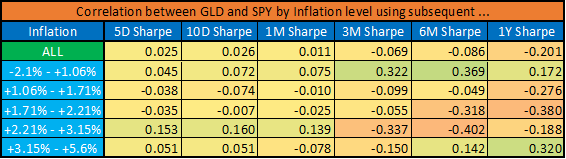 Correlation between GLD and SPY by Inflation level using subsequent ...
Inflation 5D Sharpe 10D Sharpe 1M Sharpe 3M Sharpe 6M Sharpe 1Y Sharpe
ALL 0.025 0.026 0.011 -0.069 -0.086 -0.201
-2.1% - +1.06% 0.045 0.072 0.075 0.322 0.369 0.172
+1.06% - +1.71% -0.038 -0.074 -0.010 -0.099 -0.049 -0.276
+1.71% - +2.21% -0.035 -0.007 -0.025 -0.055 -0.318 -0.380
+2.21% - +3.15% 0.153 0.160 0.139 -0.337 -0.402 -0.188
+3.15% - +5.6% 0.051 0.051 -0.078 -0.150 0.142 0.320